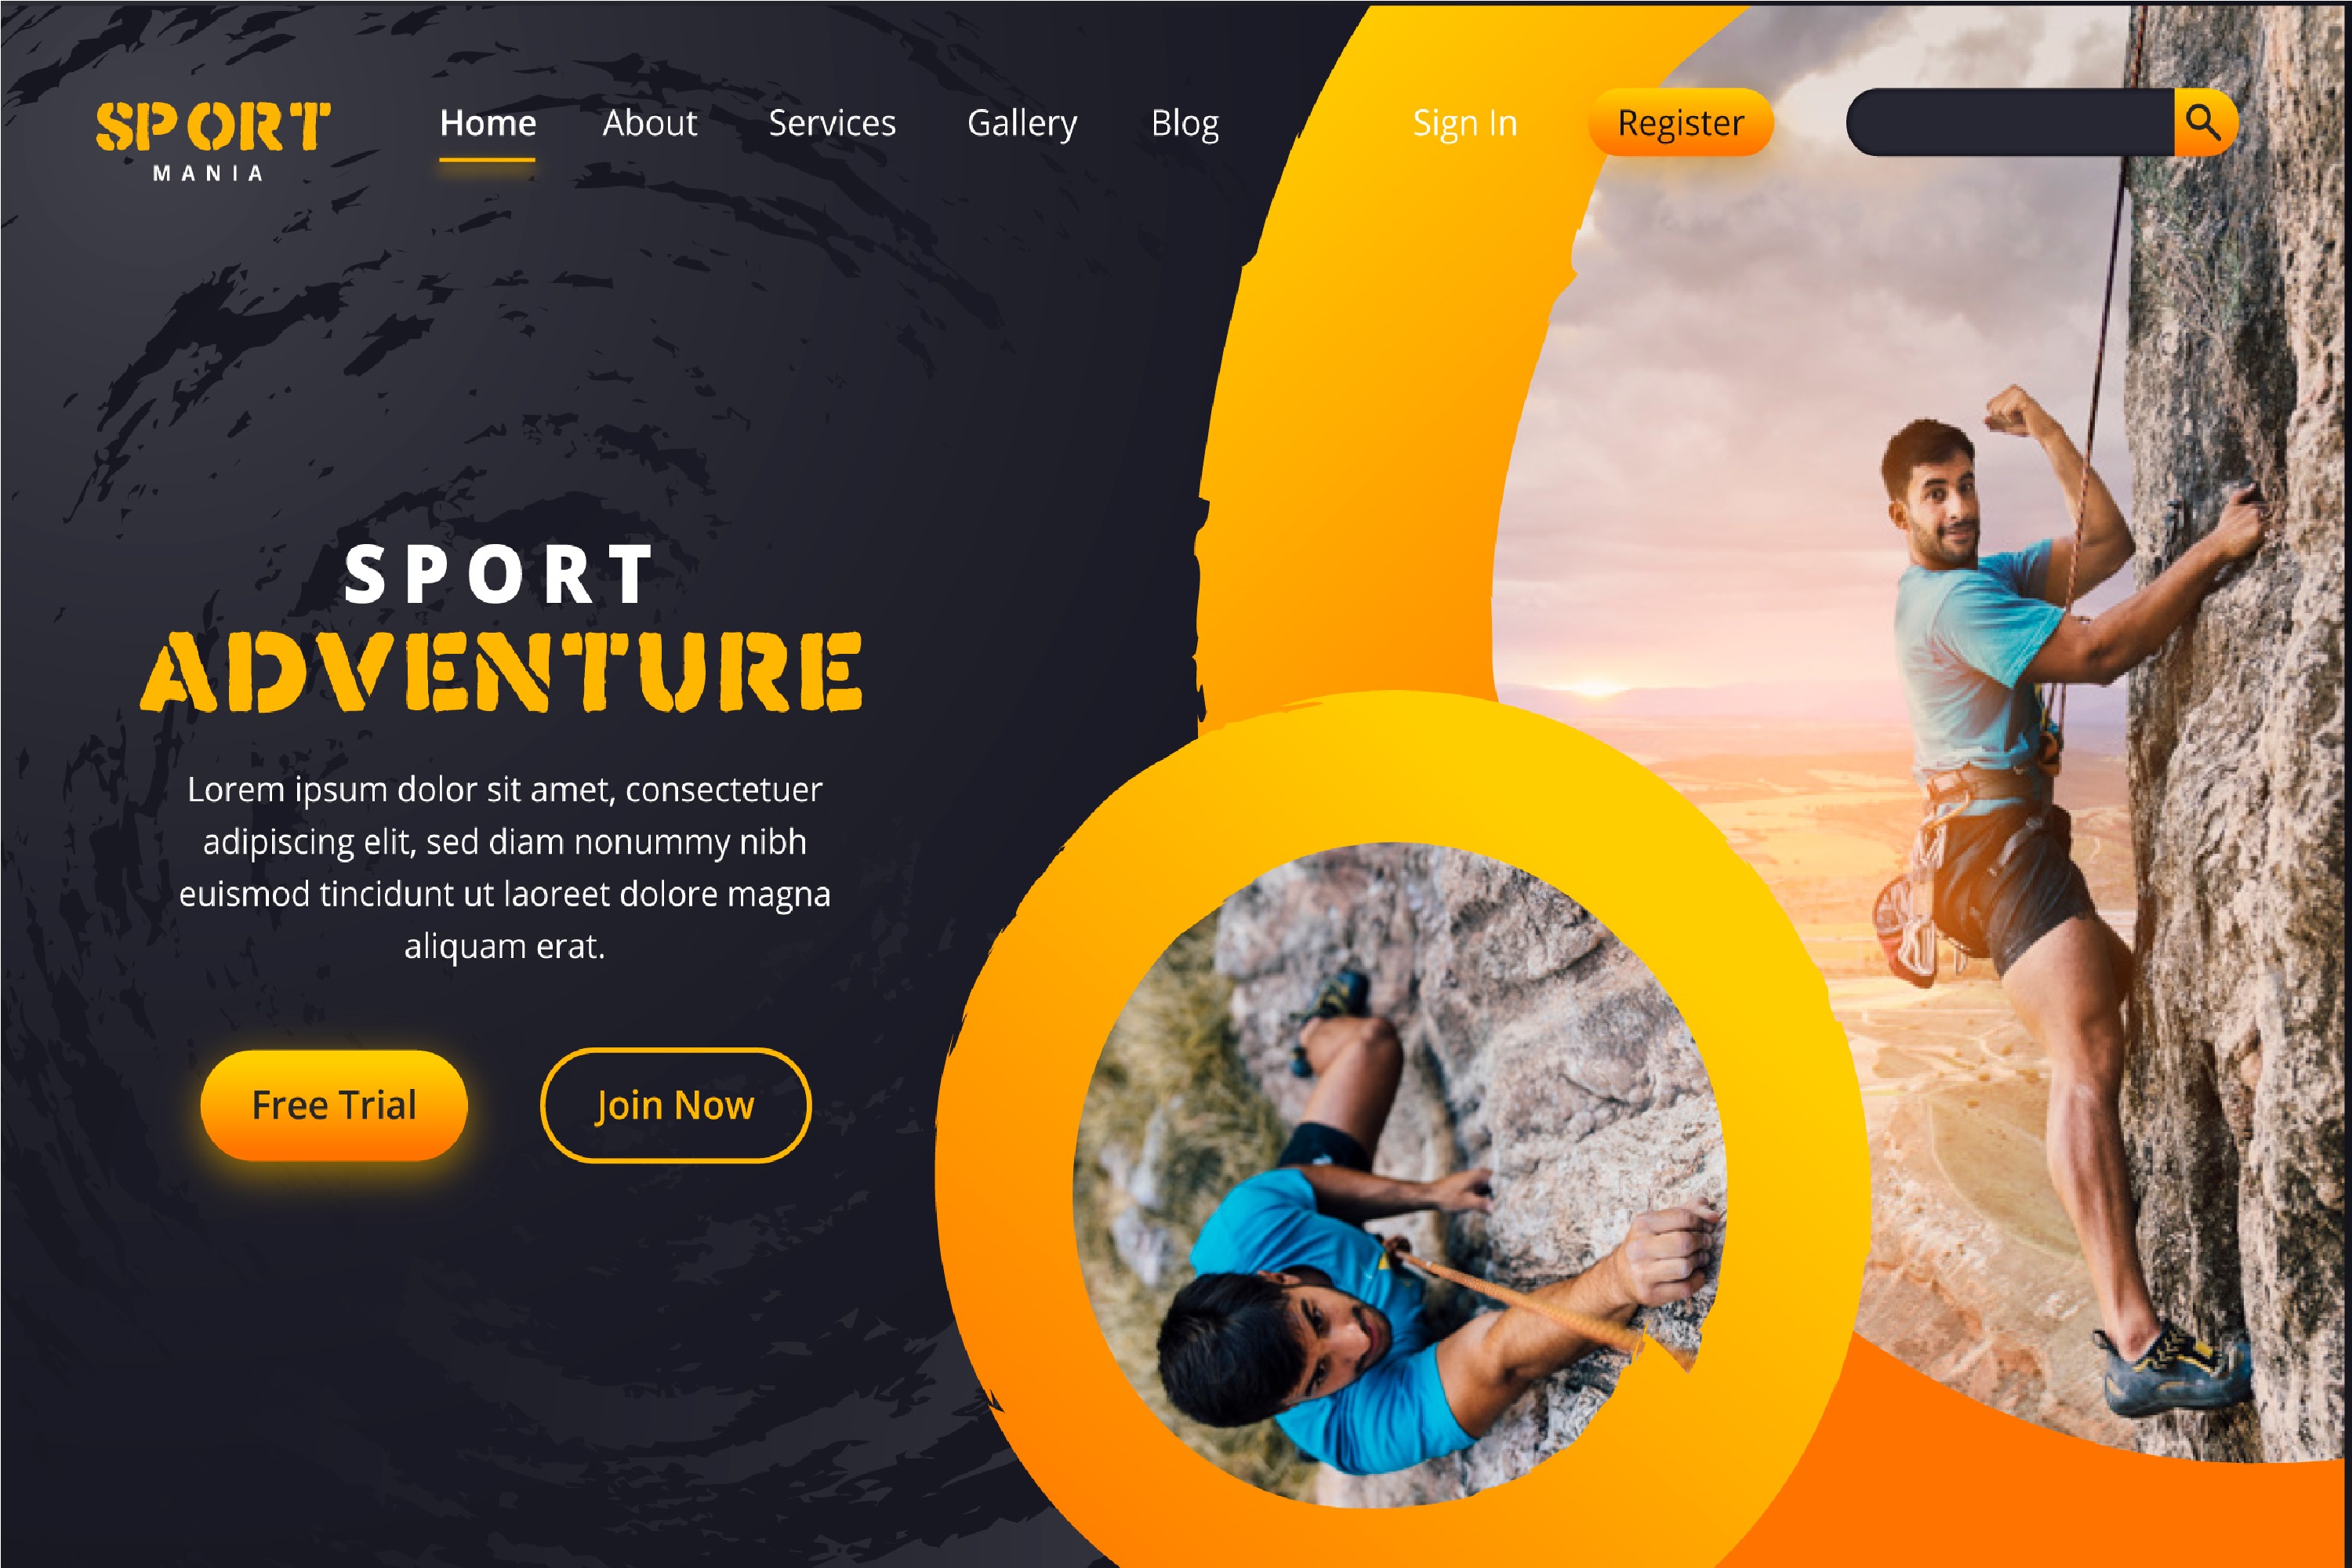 SPORT
MANIA
Home About Services Gallery Blog Sign In Register
SPORT
ADVENTURE
Lorem ipsum dolor sit amet, consectetuer
adipiscing elit, sed diam nonummy nibh
euismod tincidunt ut laoreet dolore magna
aliquam erat.
Free Trial Join Now